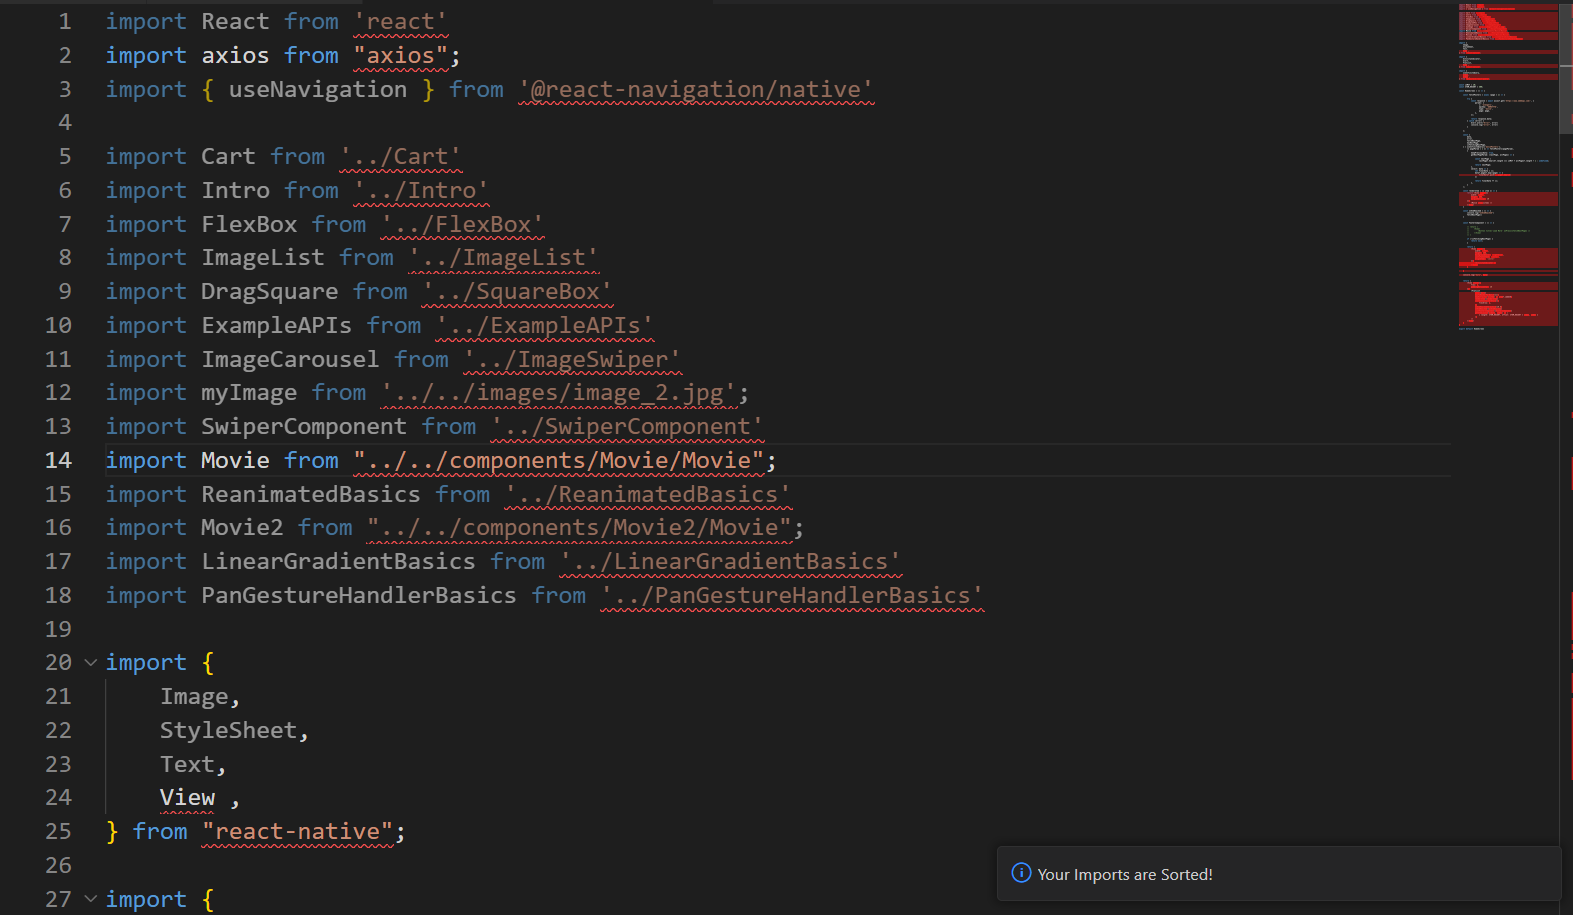 1 import React from 'react'
2 import axios from "axios";
3 import { useNavigation } from '@react-navigation/native'
4
5 import Cart from '../Cart'
6 import Intro from '../Intro'
7 import FlexBox from '../FlexBox'
8 import ImageList from '../ImageList'
9 import DragSquare from '../SquareBox'
10 import ExampleAPIs from '../ExampleAPIs'
11 import ImageCarousel from '../ImageSwiper'
12 import myImage from '../../images/image_2.jpg';
13 import SwiperComponent from '../SwiperComponent'
14 import Movie from "../../components/Movie/Movie";
15 import ReanimatedBasics from '../ReanimatedBasics'
16 import Movie2 from "../../components/Movie2/Movie";
17 import LinearGradientBasics from '../LinearGradientBasics'
18 import PanGestureHandlerBasics from '../PanGestureHandlerBasics'
19
20 import {
21 Image,
22 StyleSheet,
23 Text,
24 View ,
25 } from "react-native";
26
27 import {
Your Imports are Sorted!